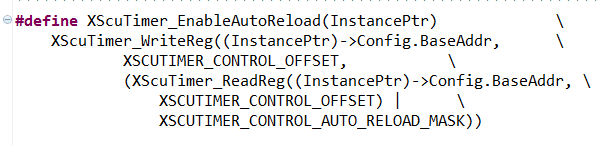 #define XScuTimer_EnableAutoReload(InstancePtr) \
XScuTimer_WriteReg((InstancePtr)->Config.BaseAddr, \
XSCUTIMER_CONTROL_OFFSET, \
(XScuTimer_ReadReg((InstancePtr)->Config.BaseAddr, \
XSCUTIMER_CONTROL_OFFSET) | \
XSCUTIMER_CONTROL_AUTO_RELOAD_MASK))